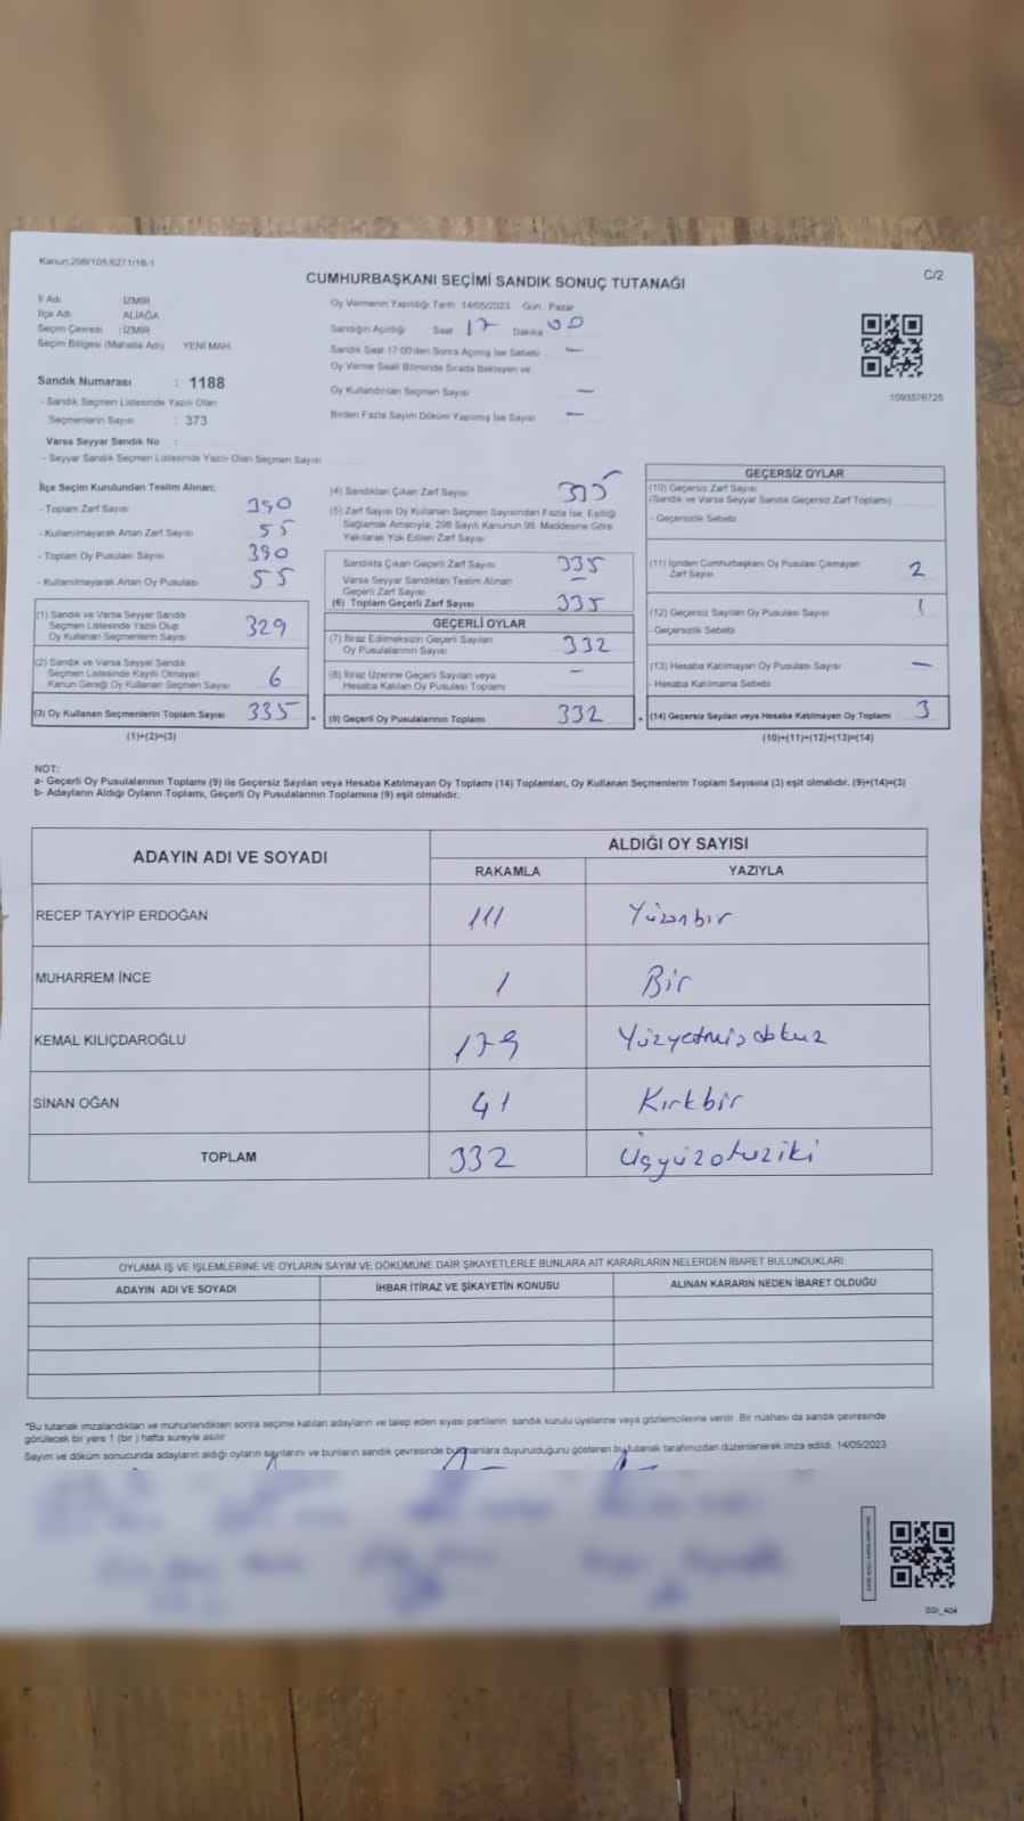 Kanun:298/105,6271/18-1
C/2
CUMHURBAŞKANI SEÇİMİ SANDIK SONUÇ TUTANAĞI
İl Adı : İZMİR
İlçe Adı : ALİAĞA
Seçim Çevresi : İZMİR
Seçim Bölgesi (Mahalle Adı) YENİ MAH.
Sandık Numarası : 1188
- Sandık Seçmen Listesinde Yazılı Olan
Seçmenlerin Sayısı : 373
Varsa Seyyar Sandık No :
- Seyyar Sandık Seçmen Listesinde Yazılı Olan Seçmen Sayısı
Oy Vermenin Yapıldığı Tarih 14/05/2023 Gün: Pazar
Sandığın Açıldığı Saat 17 Dakika 00
Sandık Saat 17:00'den Sonra Açılmış İse Sebebi -
Oy Verme Saati Bitiminde Sırada Bekleyen ve
Oy Kullandırılan Seçmen Sayısı -
Birden Fazla Sayım Döküm Yapılmış İse Sayısı -
1093576725
İlçe Seçim Kurulundan Teslim Alınan;
- Toplam Zarf Sayısı 390
- Kullanılmayarak Artan Zarf Sayısı 55
- Toplam Oy Pusulası Sayısı 390
- Kullanılmayarak Artan Oy Pusulası 55
(1) Sandık ve Varsa Seyyar Sandık
Seçmen Listesinde Yazılı Olup
Oy Kullanan Seçmenlerin Sayısı 329
(2) Sandık ve Varsa Seyyar Sandık
Seçmen Listesinde Kayıtlı Olmayan
Kanun Gereği Oy Kullanan Seçmen Sayısı 6
(3) Oy Kullanan Seçmenlerin Toplam Sayısı 335
(1)+(2)=(3)
(4) Sandıktan Çıkan Zarf Sayısı 335
(5) Zarf Sayısı Oy Kullanan Seçmen Sayısından Fazla İse, Eşitliği
Sağlamak Amacıyla, 298 Sayılı Kanunun 98. Maddesine Göre
Yakılarak Yok Edilen Zarf Sayısı
Sandıkta Çıkan Geçerli Zarf Sayısı 335
Varsa Seyyar Sandıktan Teslim Alınan
Geçerli Zarf Sayısı -
(6) Toplam Geçerli Zarf Sayısı 335
GEÇERLİ OYLAR
(7) İtiraz Edilmeksizin Geçerli Sayılan
Oy Pusulalarının Sayısı 332
(8) İtiraz Üzerine Geçerli Sayılan veya
Hesaba Katılan Oy Pusulası Toplamı -
(9) Geçerli Oy Pusulalarının Toplamı 332
GEÇERSİZ OYLAR
(10) Geçersiz Zarf Sayısı
(Sandık ve Varsa Seyyar Sandık Geçersiz Zarf Toplamı)
- Geçersizlik Sebebi
(11) İçinden Cumhurbaşkanı Oy Pusulası Çıkmayan
Zarf Sayısı 2
(12) Geçersiz Sayılan Oy Pusulası Sayısı 1
- Geçersizlik Sebebi
(13) Hesaba Katılmayan Oy Pusulası Sayısı -
- Hesaba Katılmama Sebebi
(14) Geçersiz Sayılan veya Hesaba Katılmayan Oy Toplamı 3
(10)+(11)+(12)+(13)=(14)
NOT:
a- Geçerli Oy Pusulalarının Toplamı (9) ile Geçersiz Sayılan veya Hesaba Katılmayan Oy Toplamı (14) Toplamları, Oy Kullanan Seçmenlerin Toplam Sayısına (3) eşit olmalıdır. (9)+(14)=(3)
b- Adayların Aldığı Oyların Toplamı, Geçerli Oy Pusulalarının Toplamına (9) eşit olmalıdır.
ADAYIN ADI VE SOYADI
ALDIĞI OY SAYISI
RAKAMLA YAZIYLA
RECEP TAYYİP ERDOĞAN 111 Yüzonbir
MUHARREM İNCE 1 Bir
KEMAL KILIÇDAROĞLU 179 Yüzyetmişdokuz
SİNAN OĞAN 41 Kırkbir
TOPLAM 332 Üçyüzotuziki
OYLAMA İŞ VE İŞLEMLERİNE VE OYLARIN SAYIM VE DÖKÜMÜNE DAİR ŞİKAYETLERLE BUNLARA AİT KARARLARIN NELERDEN İBARET BULUNDUKLARI
ADAYIN ADI VE SOYADI İHBAR İTİRAZ VE ŞİKAYETİN KONUSU ALINAN KARARIN NEDEN İBARET OLDUĞU
*Bu tutanak imzalandıktan ve mühürlendikten sonra seçime katılan adayların ve talep eden siyasi partilerin sandık kurulu üyelerine veya gözlemcilerine verilir. Bir nüshası da sandık çevresinde
görülecek bir yere 1 (bir ) hafta süreyle asılır.
Sayım ve döküm sonucunda adayların aldığı oyların sayılarını ve bunların sandık çevresinde bulunanlara duyurulduğunu gösteren bu tutanak tarafımızdan düzenlenerek imza edildi. 14/05/2023